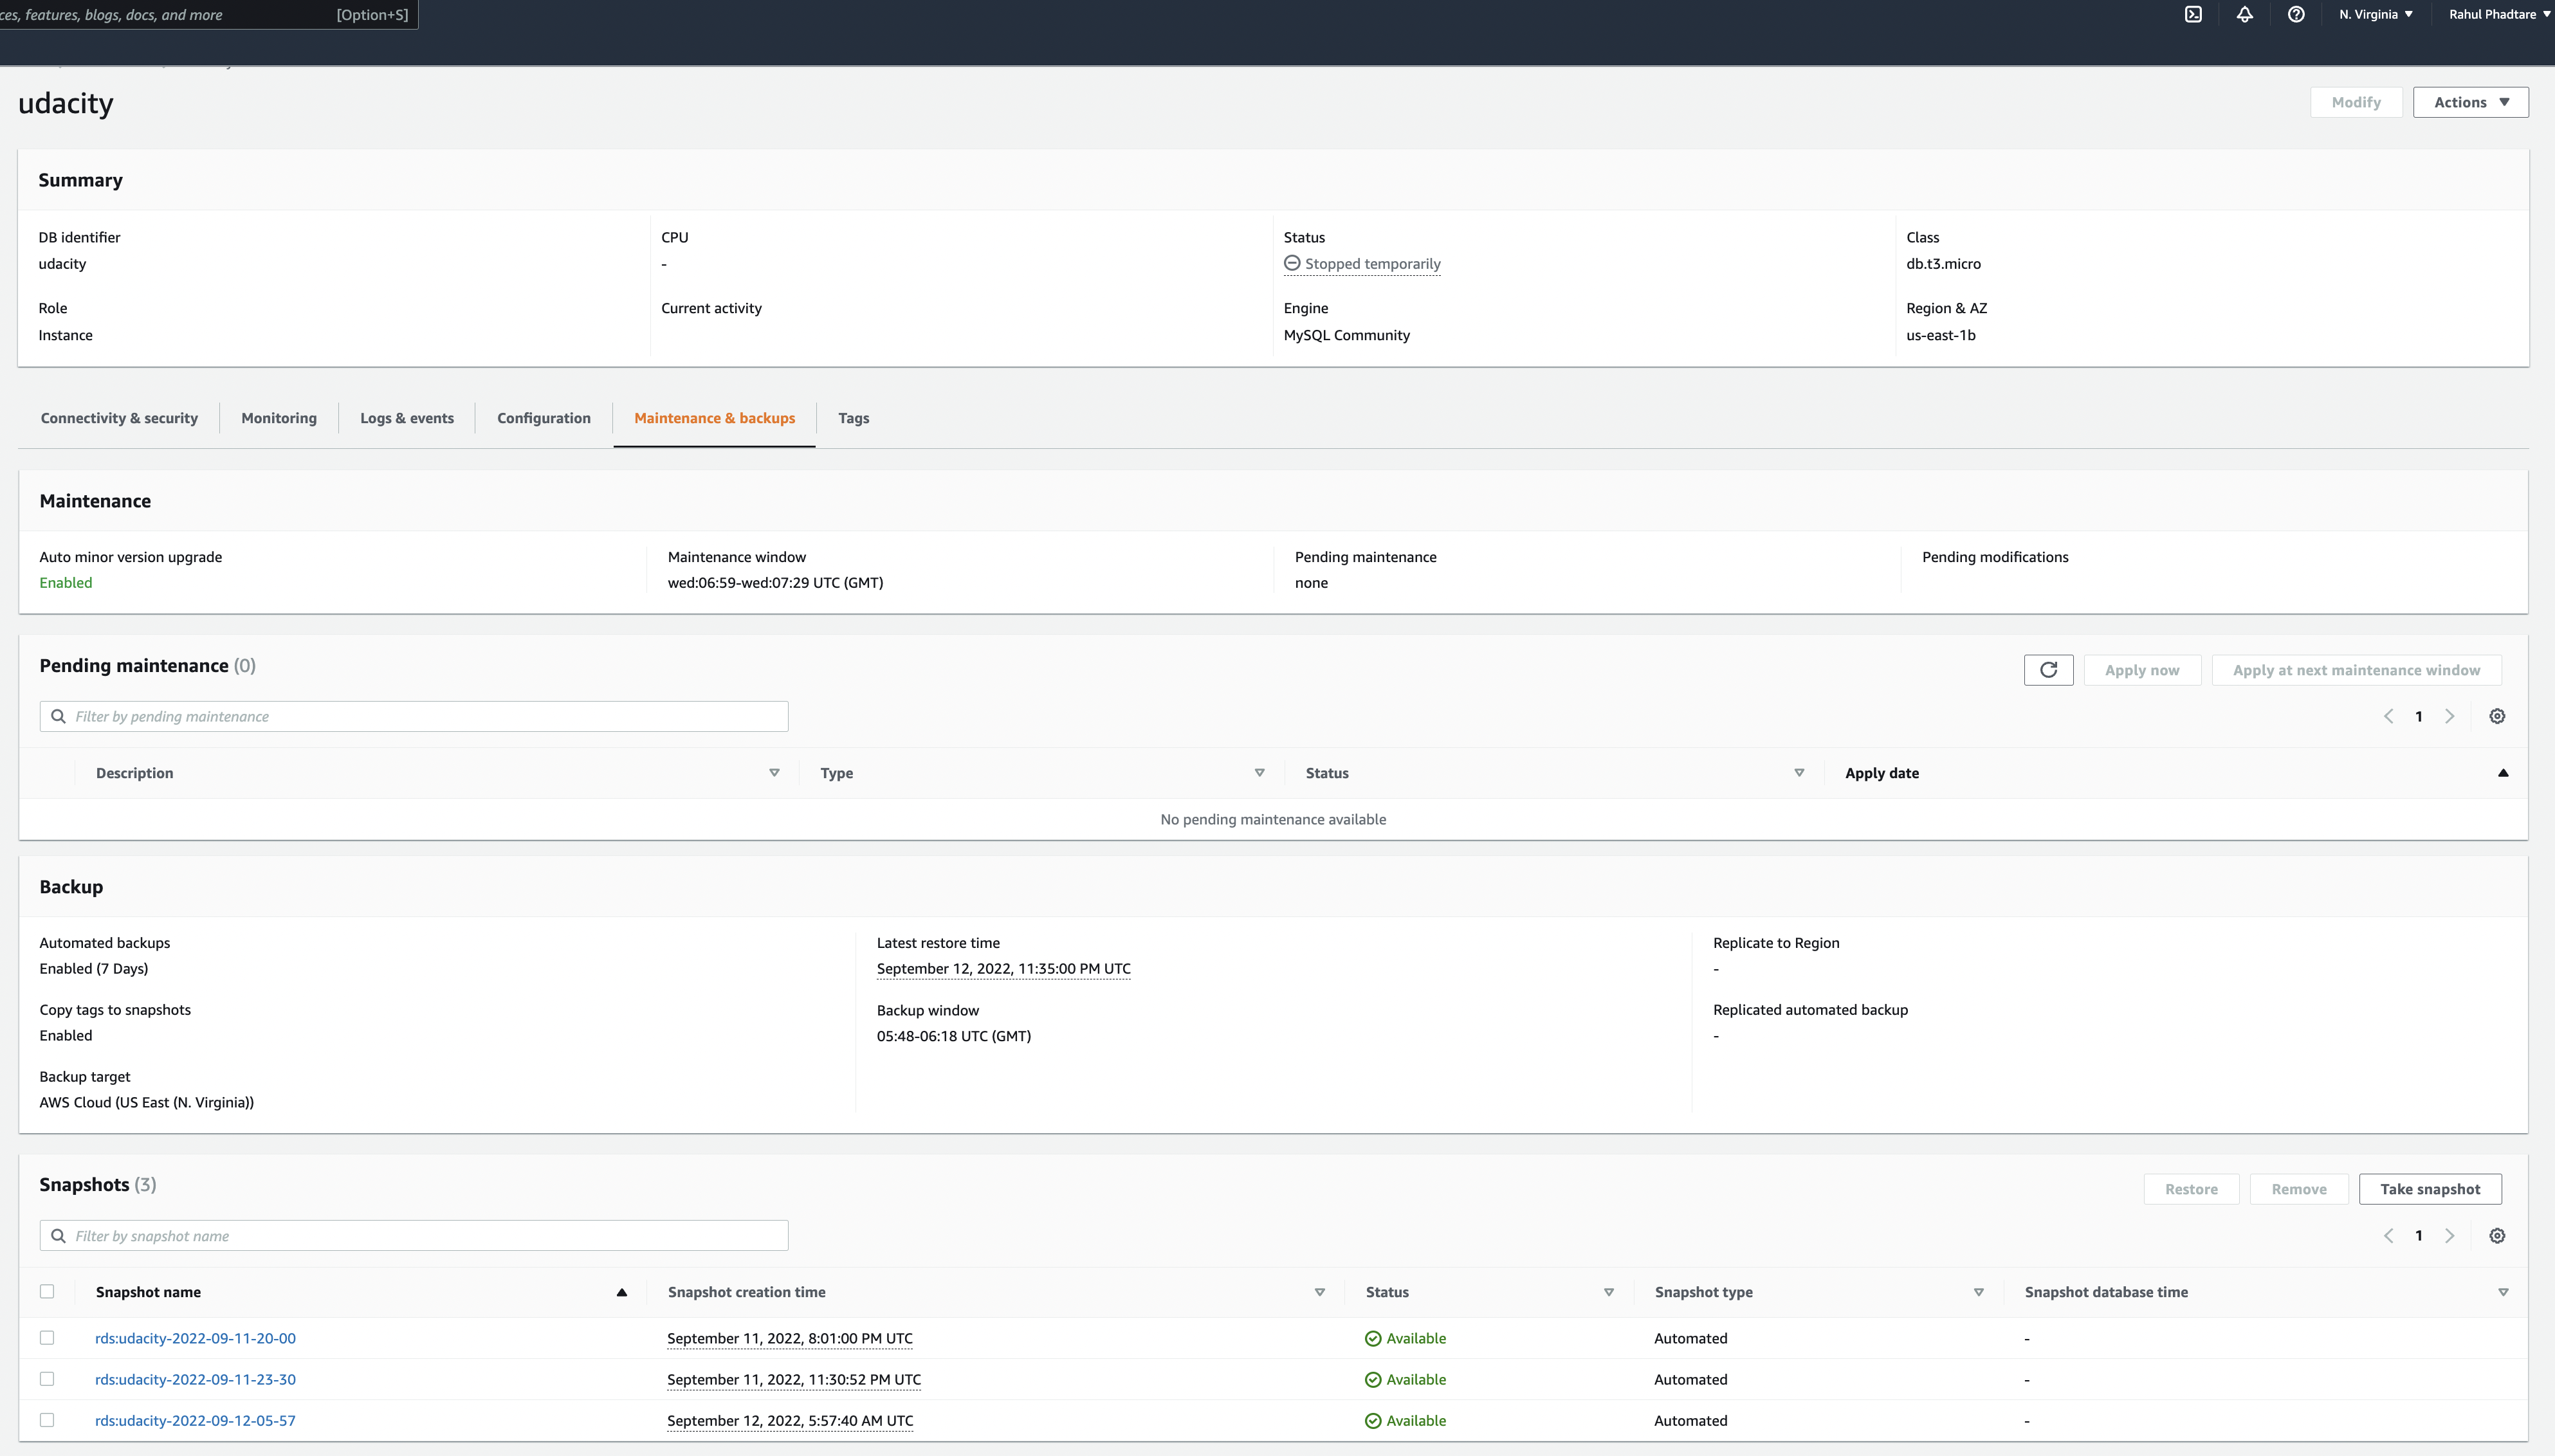 ces, features, blogs, docs, and more [Option+S] N. Virginia Rahul Phadtare
udacity
Modify Actions
Summary
DB identifier CPU Status Class
udacity - Stopped temporarily db.t3.micro
Role Current activity Engine Region & AZ
Instance MySQL Community us-east-1b
Connectivity & security Monitoring Logs & events Configuration Maintenance & backups Tags
Maintenance
Auto minor version upgrade Maintenance window Pending maintenance Pending modifications
Enabled wed:06:59-wed:07:29 UTC (GMT) none
Pending maintenance (0)
Apply now Apply at next maintenance window
Filter by pending maintenance 1
Description Type Status Apply date
No pending maintenance available
Backup
Automated backups Latest restore time Replicate to Region
Enabled (7 Days) September 12, 2022, 11:35:00 PM UTC -
Copy tags to snapshots Backup window Replicated automated backup
Enabled 05:48-06:18 UTC (GMT) -
Backup target
AWS Cloud (US East (N. Virginia))
Snapshots (3)
Restore Remove Take snapshot
Filter by snapshot name 1
Snapshot name Snapshot creation time Status Snapshot type Snapshot database time
rds:udacity-2022-09-11-20-00 September 11, 2022, 8:01:00 PM UTC Available Automated -
rds:udacity-2022-09-11-23-30 September 11, 2022, 11:30:52 PM UTC Available Automated -
rds:udacity-2022-09-12-05-57 September 12, 2022, 5:57:40 AM UTC Available Automated -